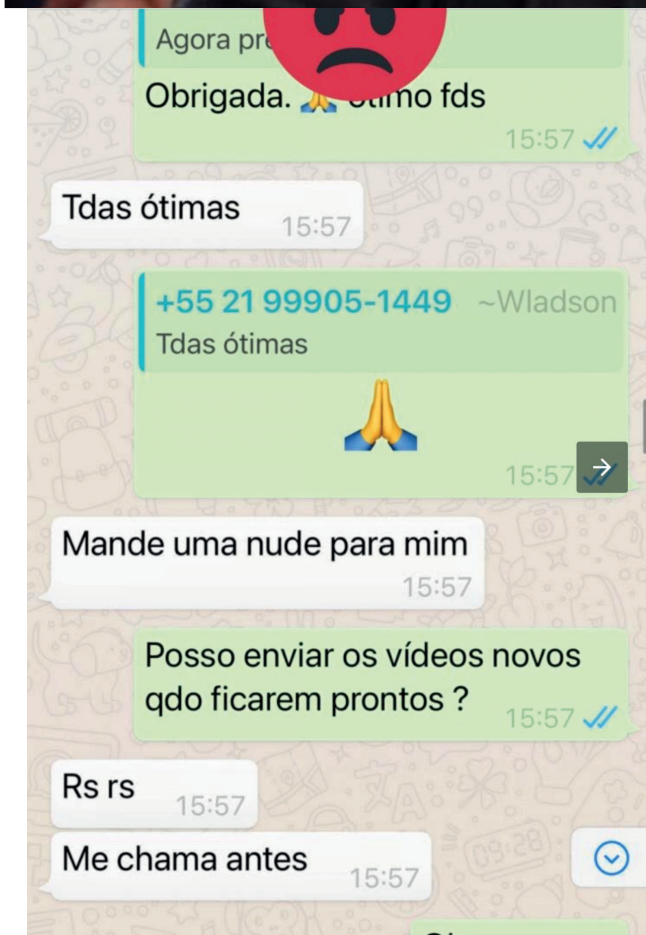 Agora pr
Obrigada. 🙏 ótimo fds
15:57
Tdas ótimas
15:57
+55 21 99905-1449 ~Wladson
Tdas ótimas
🙏
15:57
Mande uma nude para mim
15:57
Posso enviar os vídeos novos
qdo ficarem prontos ?
15:57
Rs rs
15:57
Me chama antes
15:57